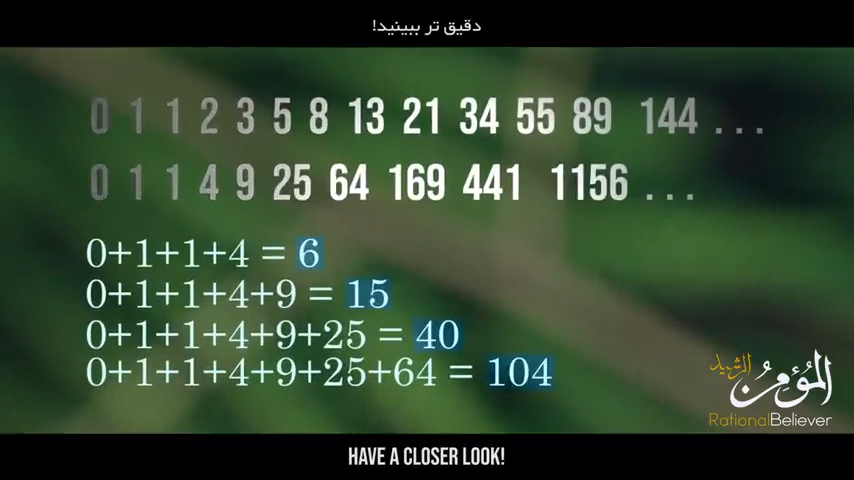 دقیق تر ببینید!
0 1 1 2 3 5 8 13 21 34 55 89 144 ...
0 1 1 4 9 25 64 169 441 1156 ...
0+1+1+4 = 6
0+1+1+4+9 = 15
0+1+1+4+9+25 = 40
0+1+1+4+9+25+64 = 104
المؤمن الرشيد
RationalBeliever
HAVE A CLOSER LOOK!